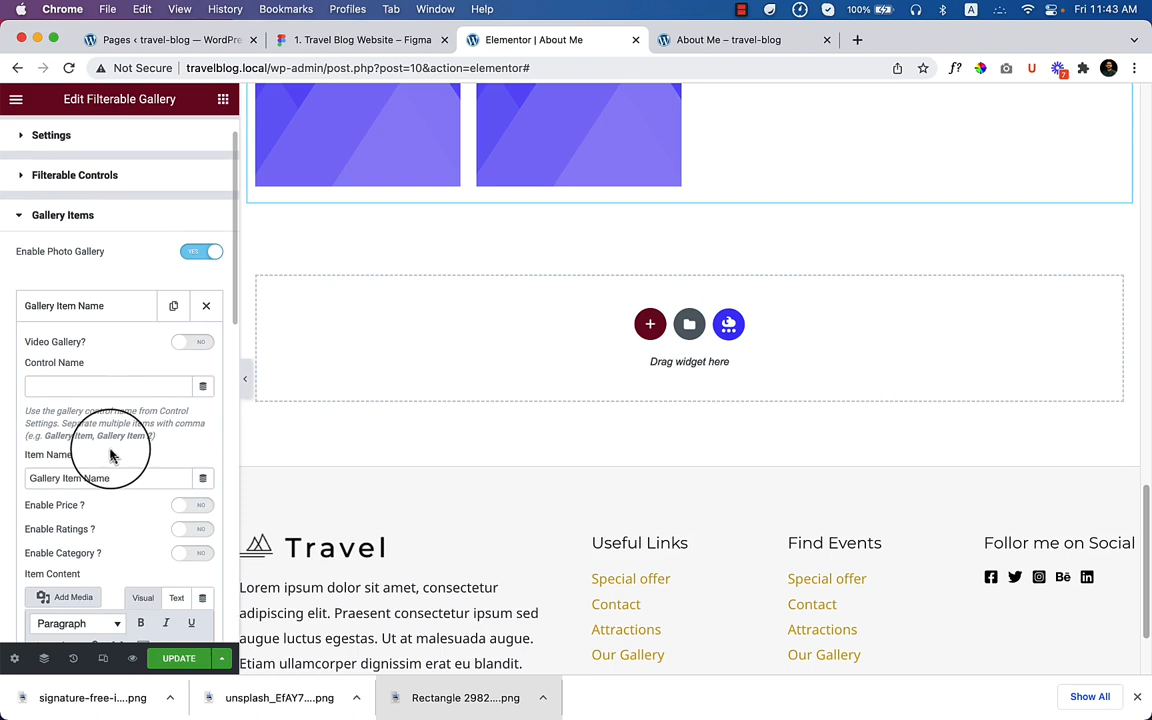 Chrome File Edit View History Bookmarks Profiles Tab Window Help 100% A Fri 11:43 AM
Pages ‹ travel-blog — WordPre
1. Travel Blog Website – Figma
Elementor | About Me
About Me – travel-blog
Not Secure travelblog.local/wp-admin/post.php?post=10&action=elementor#
f? U 7
Edit Filterable Gallery
Settings
Filterable Controls
Gallery Items
Enable Photo Gallery YES
Gallery Item Name
Video Gallery? NO
Control Name
Use the gallery control name from Control
Settings. Separate multiple items with comma
(e.g. Gallery Item, Gallery Item 2)
Item Name
Gallery Item Name
Enable Price ? NO
Enable Ratings ? NO
Enable Category ? NO
Item Content
Add Media Visual Text
Paragraph B I U
UPDATE
Drag widget here
Travel
Lorem ipsum dolor sit amet, consectetur
adipiscing elit. Praesent consectetur ipsum sed
augue luctus egestas. Ut at malesuada augue.
Etiam ullamcorper dignissim erat eu blandit.
Useful Links
Special offer
Contact
Attractions
Our Gallery
Find Events
Special offer
Contact
Attractions
Our Gallery
Follor me on Social
Bē
signature-free-i....png
unsplash_EfAY7....png
Rectangle 2982....png
Show All